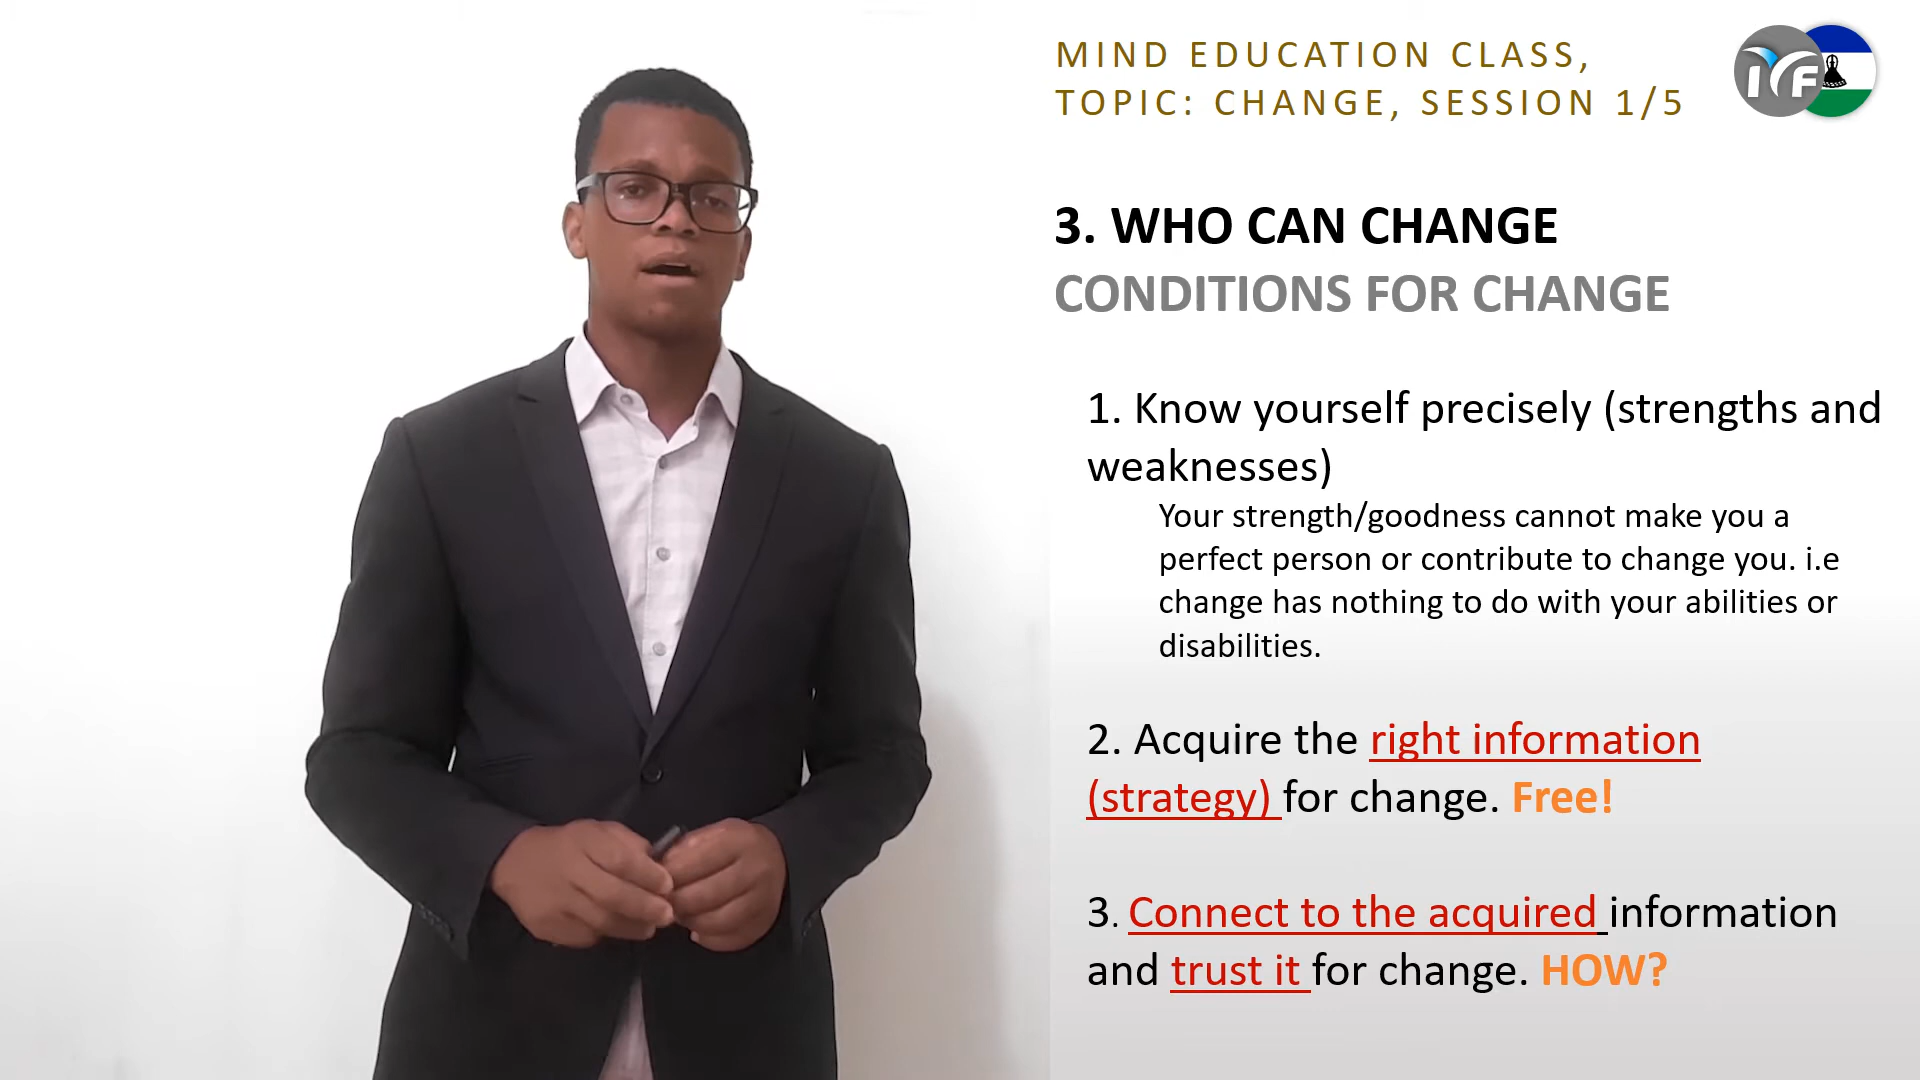 MIND EDUCATION CLASS,
TOPIC: CHANGE, SESSION 1/5
IYF
3. WHO CAN CHANGE
CONDITIONS FOR CHANGE
1. Know yourself precisely (strengths and
weaknesses)
Your strength/goodness cannot make you a
perfect person or contribute to change you. i.e
change has nothing to do with your abilities or
disabilities.
2. Acquire the right information
(strategy) for change. Free!
3. Connect to the acquired information
and trust it for change. HOW?